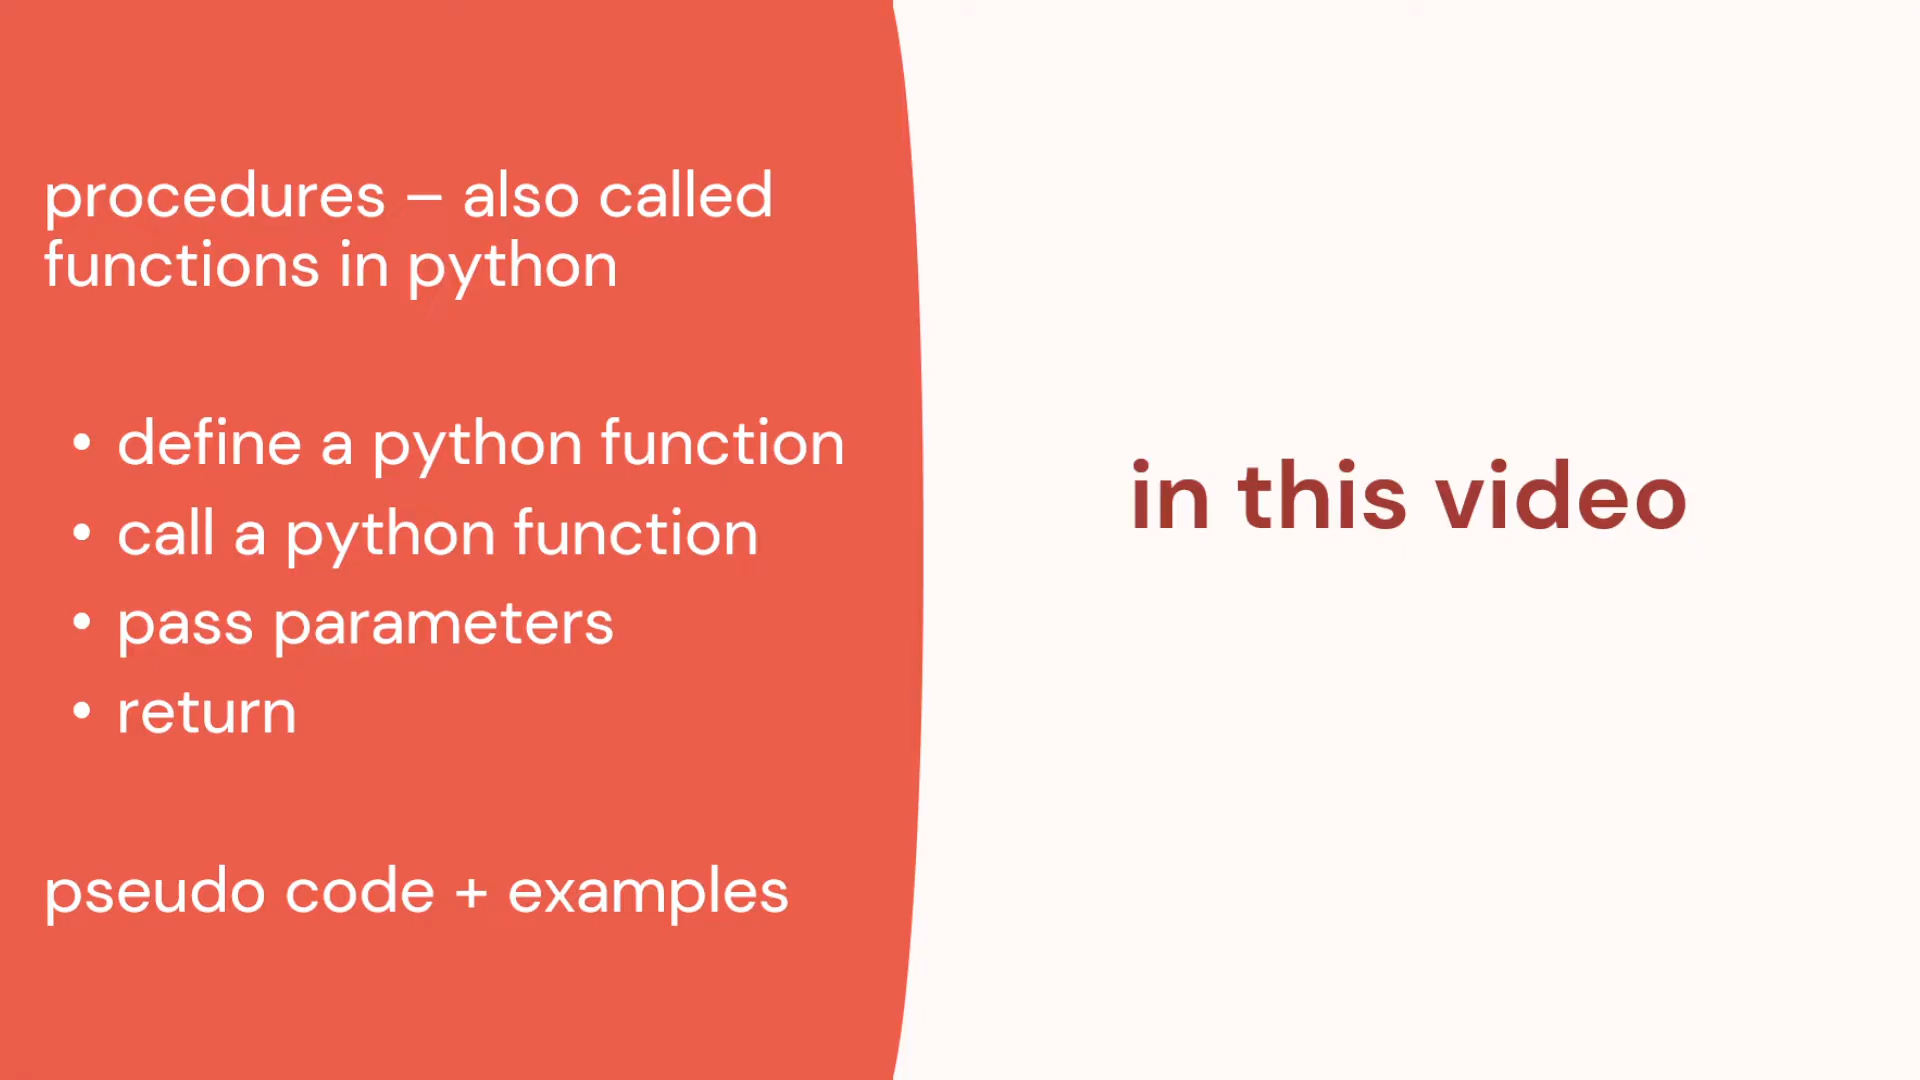 procedures – also called
functions in python
• define a python function
• call a python function
• pass parameters
• return
pseudo code + examples
in this video